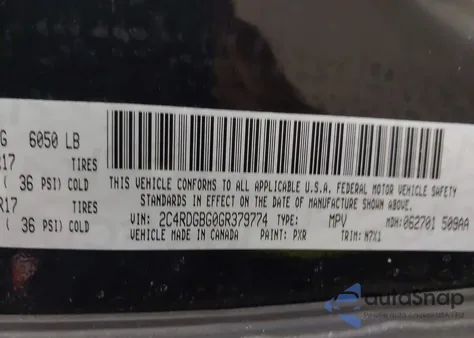 G 6050 LB
R17 TIRES
( 36 PSI) COLD
R17 TIRES
( 36 PSI) COLD
THIS VEHICLE CONFORMS TO ALL APPLICABLE U.S.A. FEDERAL MOTOR VEHICLE SAFETY
STANDARDS IN EFFECT ON THE DATE OF MANUFACTURE SHOWN ABOVE.
VIN: 2C4RDGBG0GR379774 TYPE: MPV MDH: 062701 509AA
VEHICLE MADE IN CANADA PAINT: PXR TRIM: N7X1
autoSnap